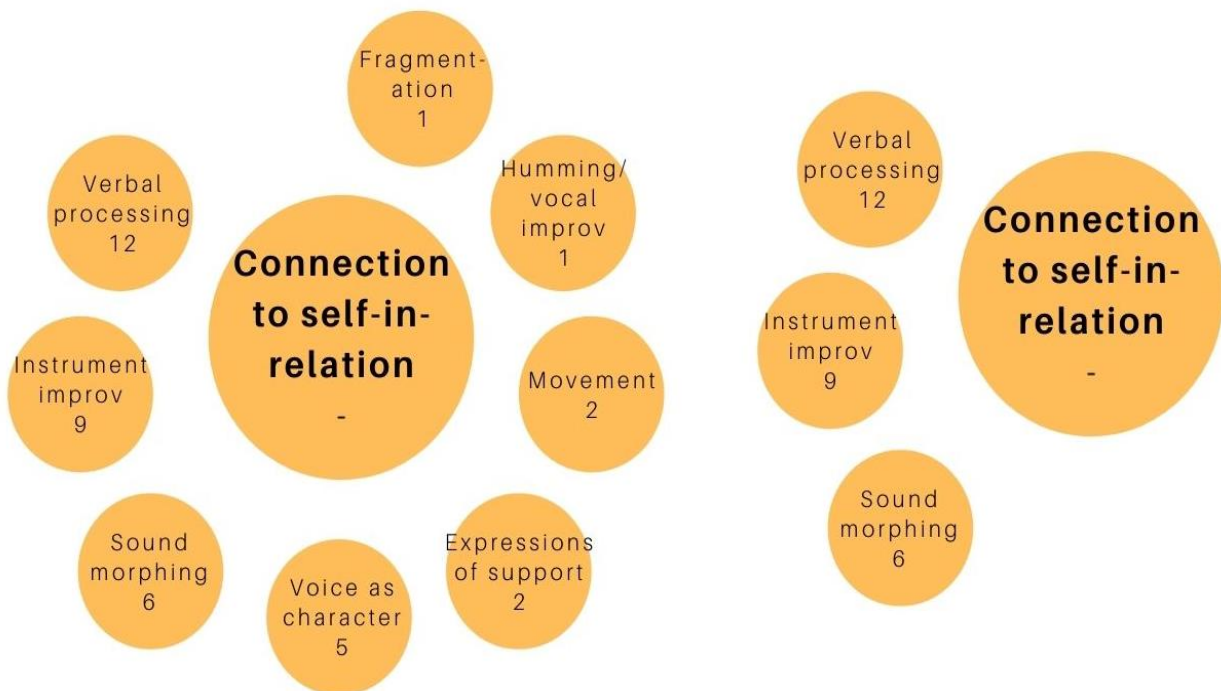 Fragment-
ation
1
Humming/
vocal
improv
1
Verbal
processing
12
Connection
to self-in-
relation
-
Instrument
improv
9
Movement
2
Sound
morphing
6
Voice as
character
5
Expressions
of support
2
Verbal
processing
12
Connection
to self-in-
relation
-
Instrument
improv
9
Sound
morphing
6